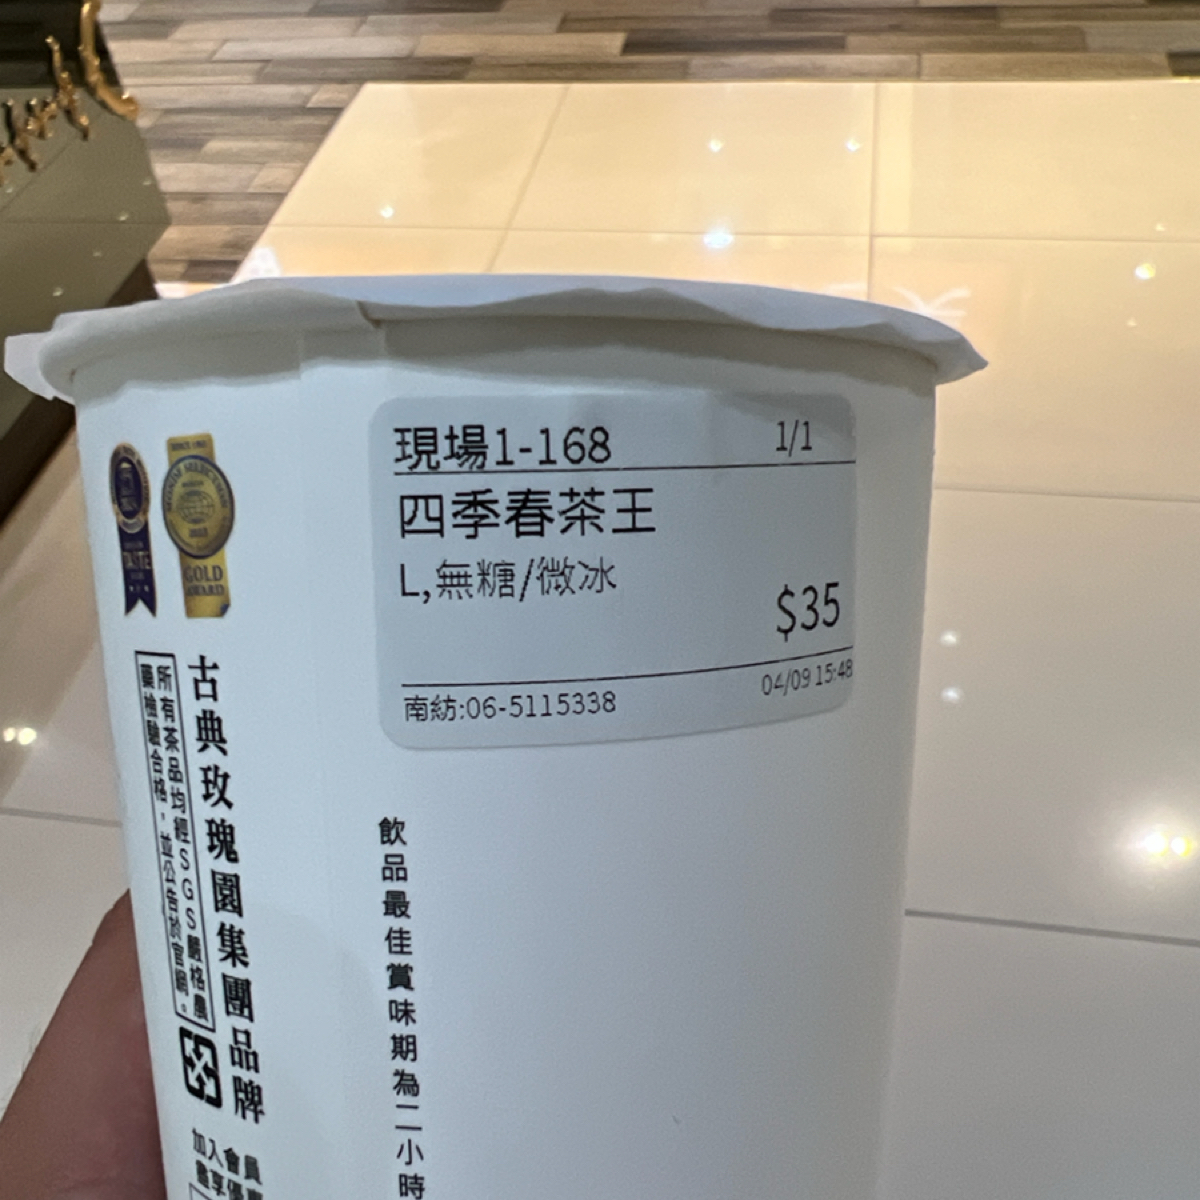 現場1-168 1/1
四季春茶王
L,無糖/微冰
$35
南紡:06-5115338 04/09 15:48
TASTE
GOLD
AWARD
古典玫瑰園集團品牌
所有茶品均經SGS嚴格農
藥檢驗合格，並公告於官網。
飲品最佳賞味期為二小時
加入會員